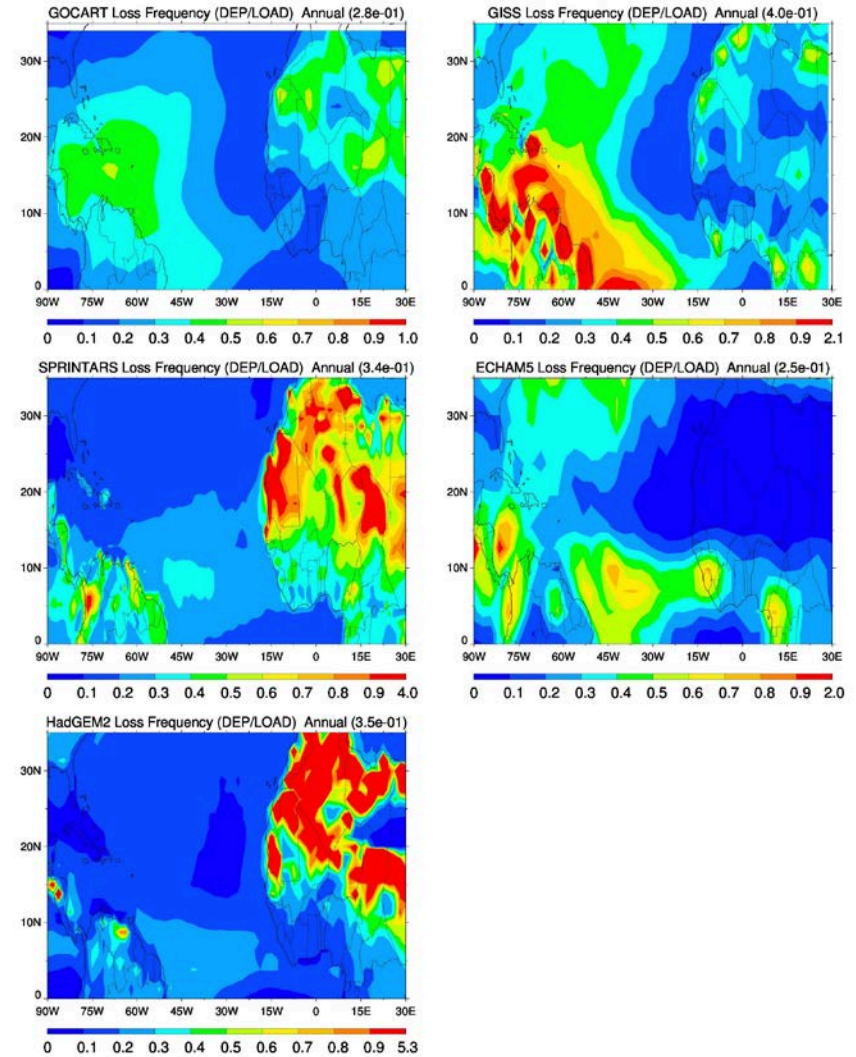 GOCART Loss Frequency (DEP/LOAD) Annual (2.8e-01)
30N
20N
10N
0
90W 75W 60W 45W 30W 15W 0 15E 30E
0 0.1 0.2 0.3 0.4 0.5 0.6 0.7 0.8 0.9 1.0
GISS Loss Frequency (DEP/LOAD) Annual (4.0e-01)
30N
20N
10N
0
90W 75W 60W 45W 30W 15W 0 15E 30E
0 0.1 0.2 0.3 0.4 0.5 0.6 0.7 0.8 0.9 2.1
SPRINTARS Loss Frequency (DEP/LOAD) Annual (3.4e-01)
30N
20N
10N
0
90W 75W 60W 45W 30W 15W 0 15E 30E
0 0.1 0.2 0.3 0.4 0.5 0.6 0.7 0.8 0.9 4.0
ECHAM5 Loss Frequency (DEP/LOAD) Annual (2.5e-01)
30N
20N
10N
0
90W 75W 60W 45W 30W 15W 0 15E 30E
0 0.1 0.2 0.3 0.4 0.5 0.6 0.7 0.8 0.9 2.0
HadGEM2 Loss Frequency (DEP/LOAD) Annual (3.5e-01)
30N
20N
10N
0
90W 75W 60W 45W 30W 15W 0 15E 30E
0 0.1 0.2 0.3 0.4 0.5 0.6 0.7 0.8 0.9 5.3